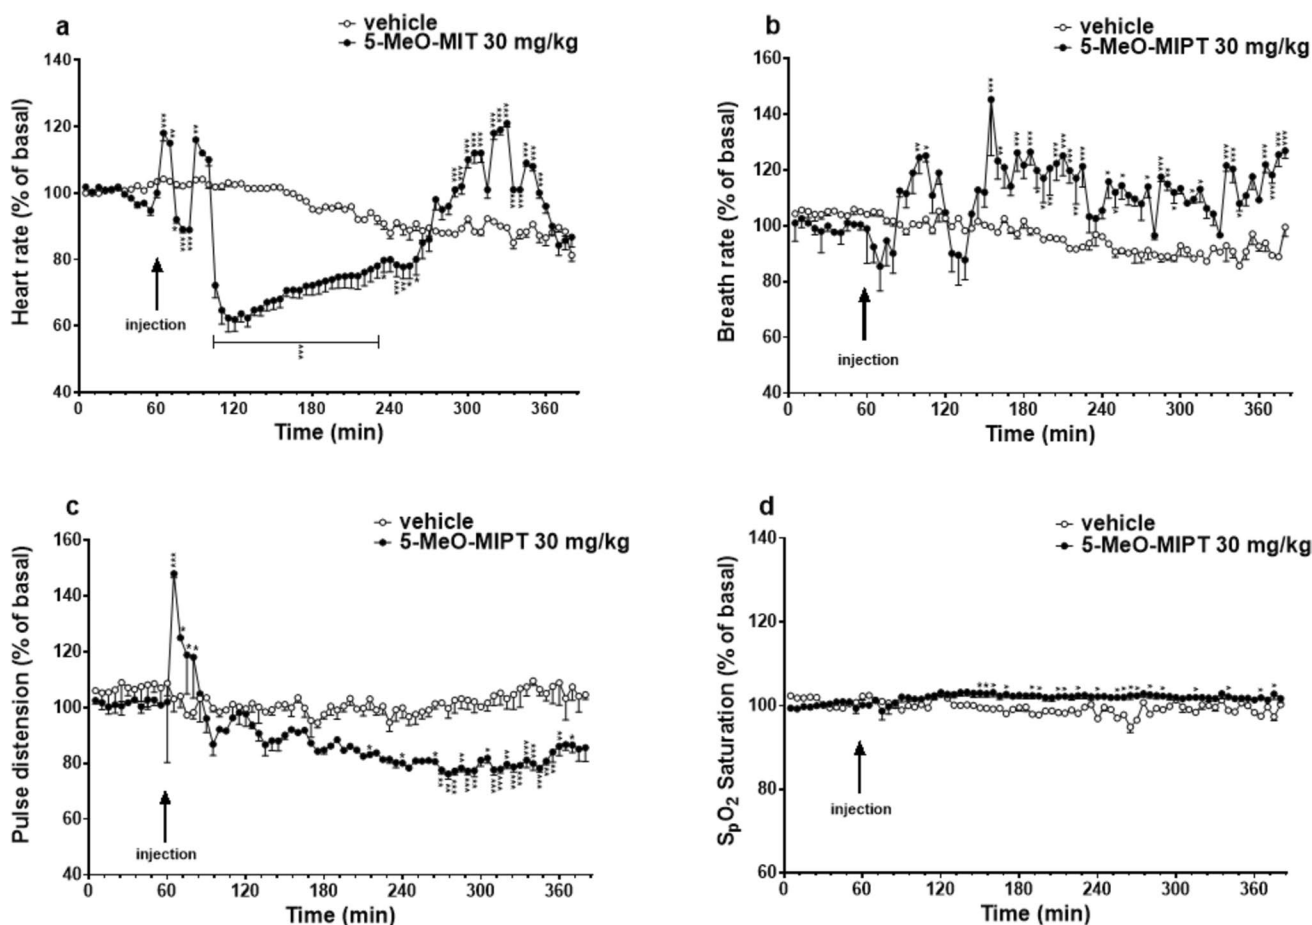 a
vehicle
5-MeO-MIT 30 mg/kg
Heart rate (% of basal)
140
120
100
80
60
40
injection
***
0 60 120 180 240 300 360
Time (min)
b
vehicle
5-MeO-MIPT 30 mg/kg
Breath rate (% of basal)
160
140
120
100
80
60
40
injection
0 60 120 180 240 300 360
Time (min)
c
vehicle
5-MeO-MIPT 30 mg/kg
Pulse distension (% of basal)
160
140
120
100
80
60
40
injection
0 60 120 180 240 300 360
Time (min)
d
vehicle
5-MeO-MIPT 30 mg/kg
SpO2 Saturation (% of basal)
140
120
100
80
60
injection
0 60 120 180 240 300 360
Time (min)